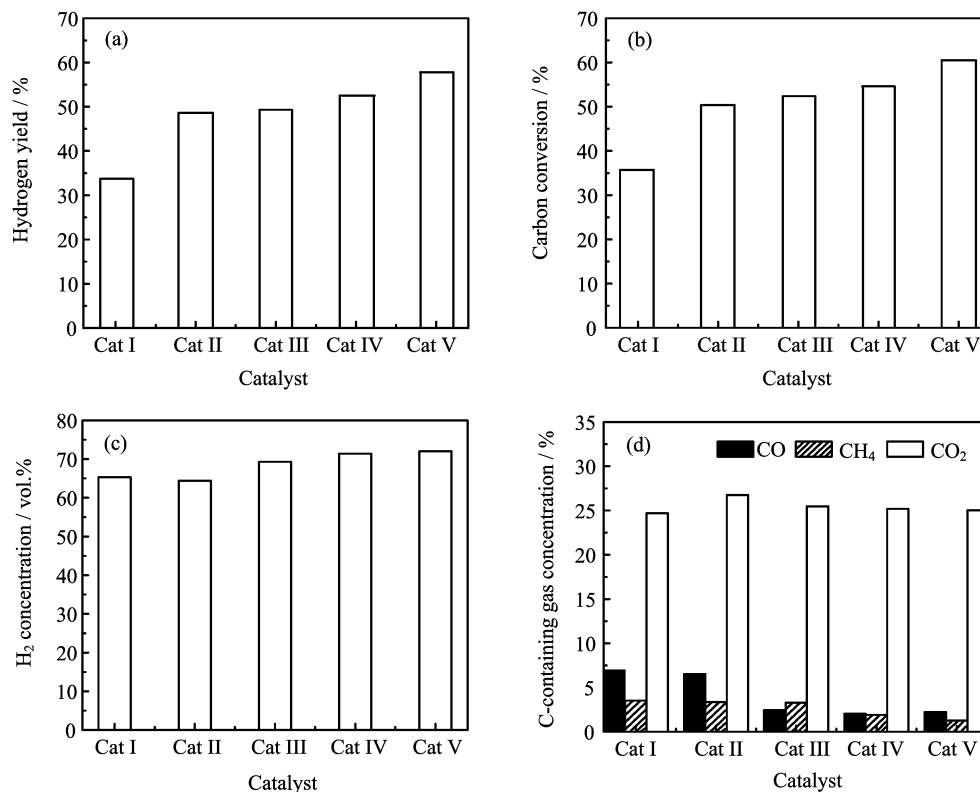 (a)
Hydrogen yield / %
70
60
50
40
30
20
10
0
Cat I Cat II Cat III Cat IV Cat V
Catalyst
(b)
Carbon conversion / %
70
60
50
40
30
20
10
0
Cat I Cat II Cat III Cat IV Cat V
Catalyst
(c)
H₂ concentration / vol.%
80
70
60
50
40
30
20
10
0
Cat I Cat II Cat III Cat IV Cat V
Catalyst
(d)
CO CH₄ CO₂
C-containing gas concentration / %
35
30
25
20
15
10
5
0
Cat I Cat II Cat III Cat IV Cat V
Catalyst